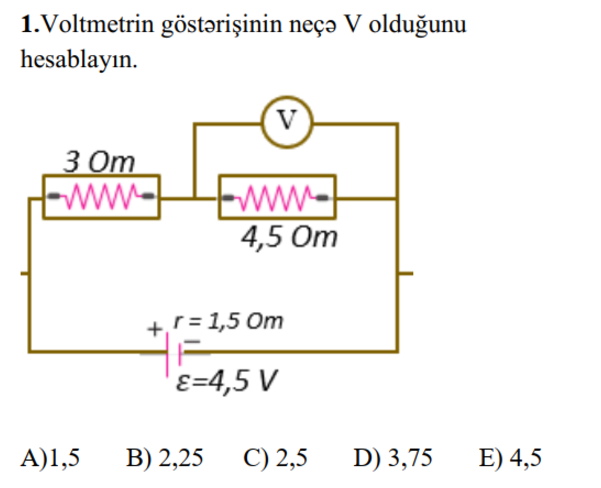 1.Voltmetrin göstərişinin neçə V olduğunu
hesablayın.
V
3 Om
4,5 Om
+ r = 1,5 Om
−
ε=4,5 V
A)1,5 B) 2,25 C) 2,5 D) 3,75 E) 4,5